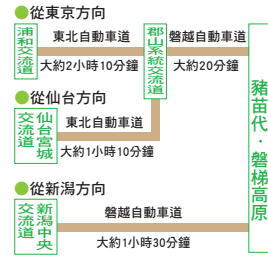 ●從東京方向
浦和交流道
東北自動車道
大約2小時10分鐘
郡山系統交流道
磐越自動車道
大約20分鐘
豬苗代・磐梯高原
●從仙台方向
仙台宮城
交流道
東北自動車道
大約1小時10分鐘
●從新潟方向
新潟中央
交流道
磐越自動車道
大約1小時30分鐘